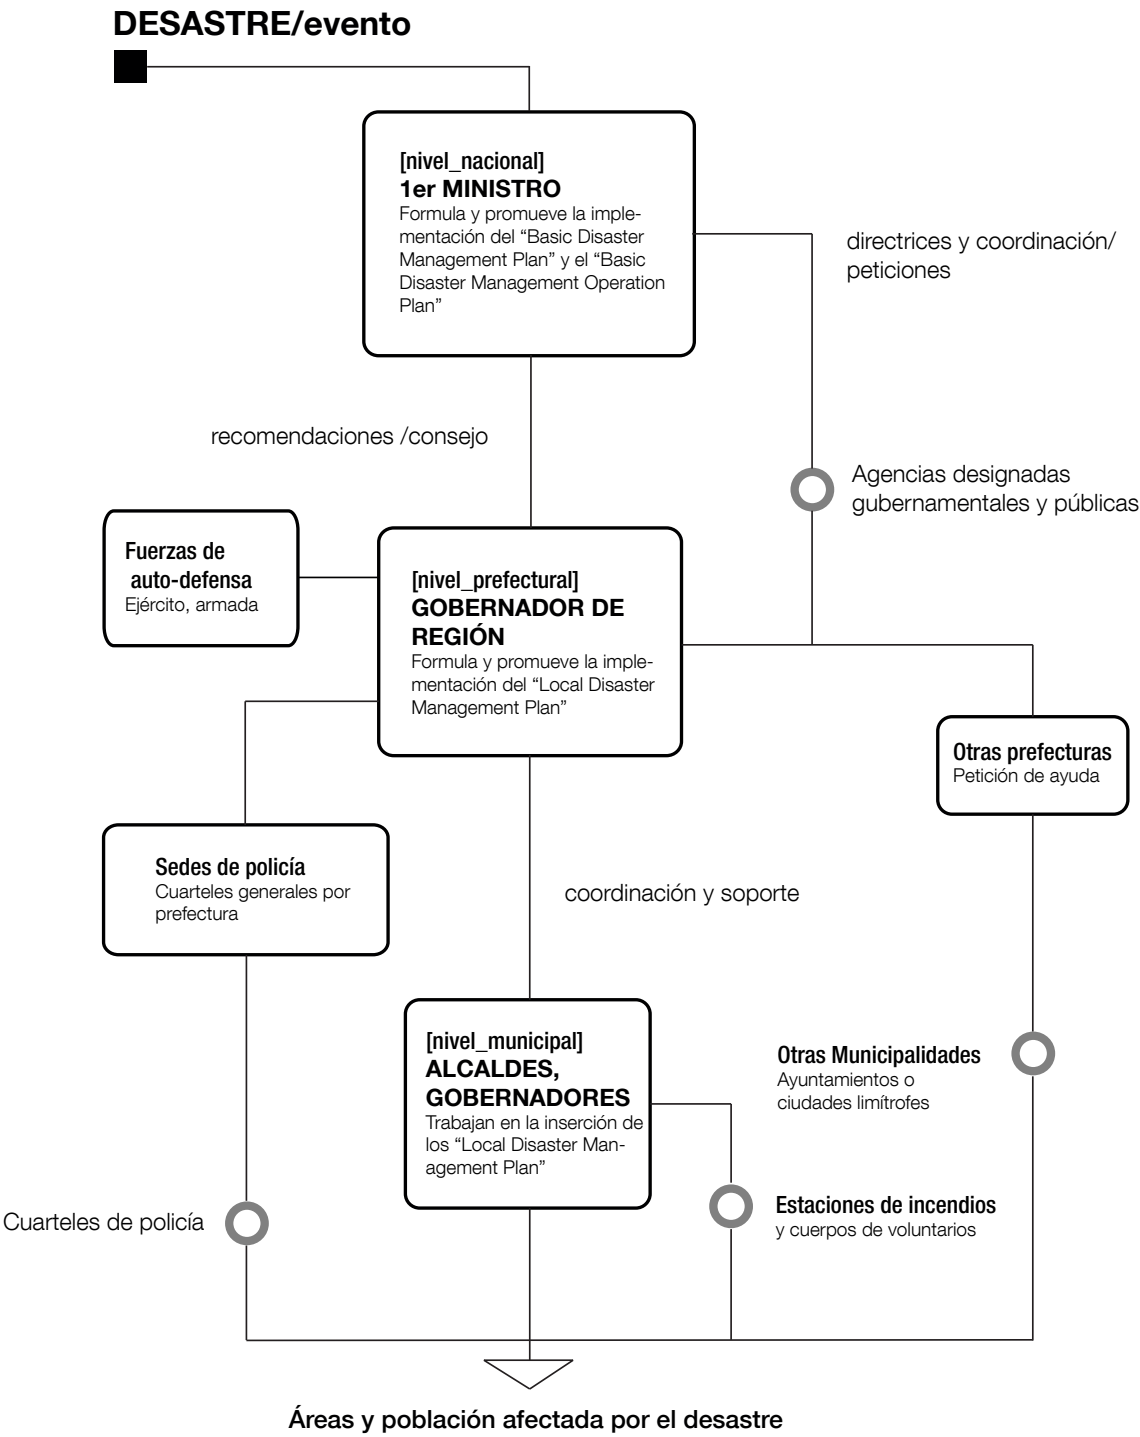 DESASTRE/evento
[nivel_nacional]
1er MINISTRO
Formula y promueve la imple-
mentación del “Basic Disaster
Management Plan” y el “Basic
Disaster Management Operation
Plan”
directrices y coordinación/
peticiones
recomendaciones /consejo
Agencias designadas
gubernamentales y públicas
Fuerzas de
auto-defensa
Ejército, armada
[nivel_prefectural]
GOBERNADOR DE
REGIÓN
Formula y promueve la imple-
mentación del “Local Disaster
Management Plan”
Otras prefecturas
Petición de ayuda
Sedes de policía
Cuarteles generales por
prefectura
coordinación y soporte
[nivel_municipal]
ALCALDES,
GOBERNADORES
Trabajan en la inserción de
los “Local Disaster Man-
agement Plan”
Otras Municipalidades
Ayuntamientos o
ciudades limítrofes
Estaciones de incendios
y cuerpos de voluntarios
Cuarteles de policía
Áreas y población afectada por el desastre